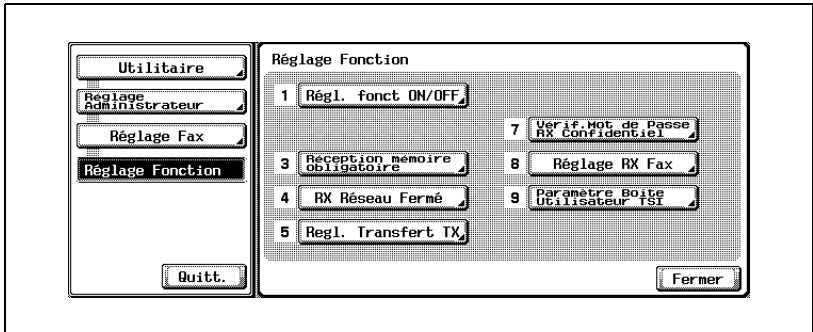 Utilitaire
Réglage
Administrateur
Réglage Fax
Réglage Fonction
Quitt.
Réglage Fonction
1 Régl. fonct ON/OFF
3 Réception mémoire
obligatoire
4 RX Réseau Fermé
5 Regl. Transfert TX
7 Vérif.Mot de Passe
RX Confidentiel
8 Réglage RX Fax
9 Paramètre Boite
Utilisateur TSI
Fermer